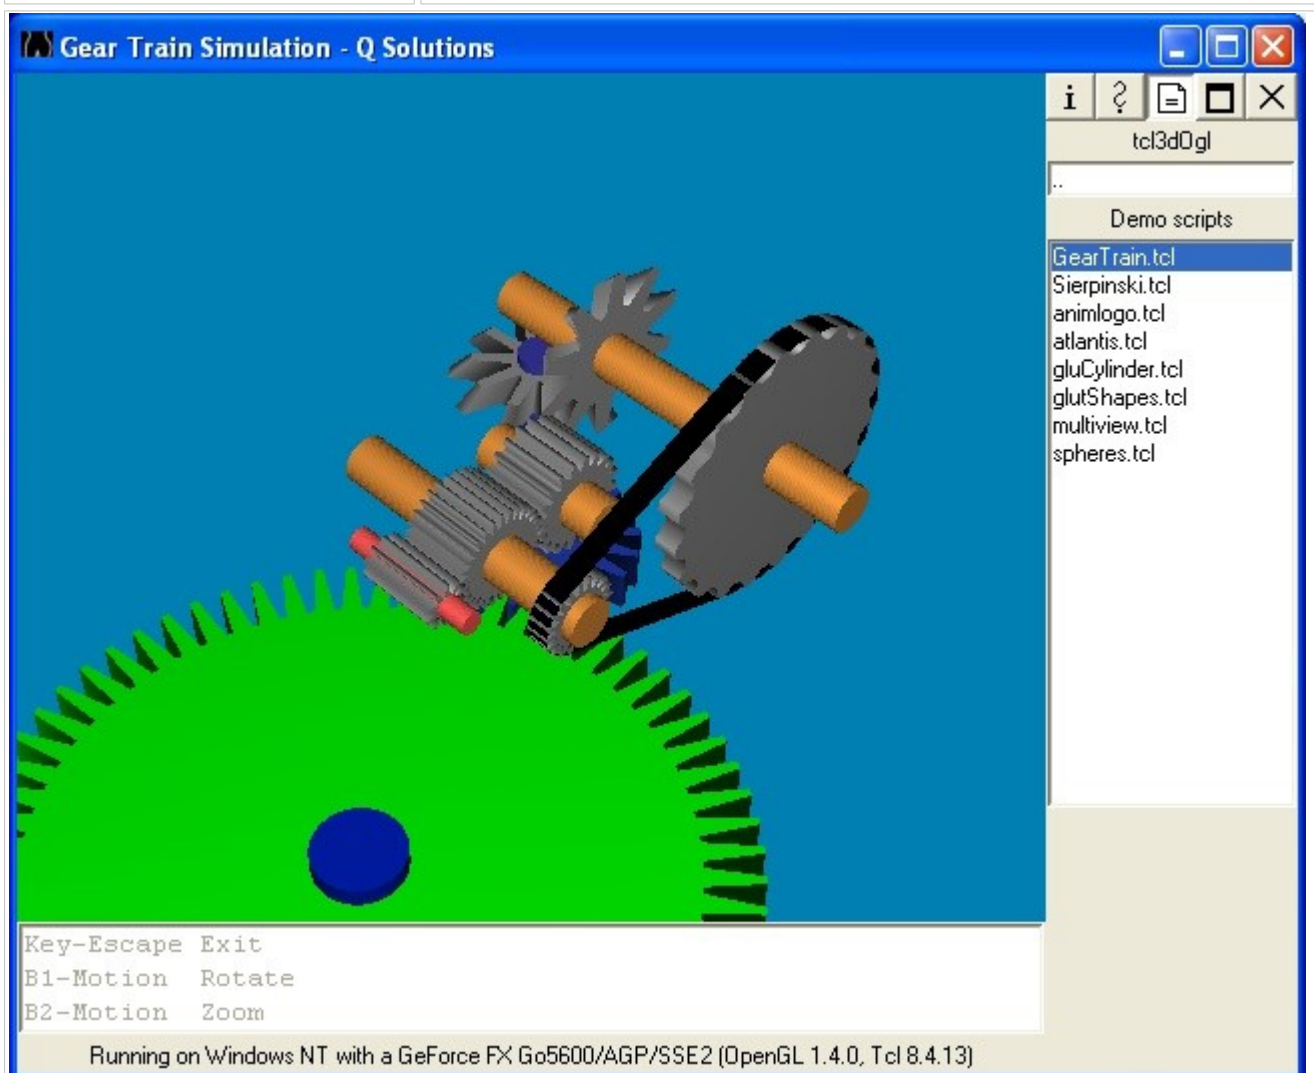 Gear Train Simulation - Q Solutions
i ?
tcl3dOgl
..
Demo scripts
GearTrain.tcl
Sierpinski.tcl
animlogo.tcl
atlantis.tcl
gluCylinder.tcl
glutShapes.tcl
multiview.tcl
spheres.tcl
Key-Escape Exit
B1-Motion Rotate
B2-Motion Zoom
Running on Windows NT with a GeForce FX Go5600/AGP/SSE2 (OpenGL 1.4.0, Tcl 8.4.13)